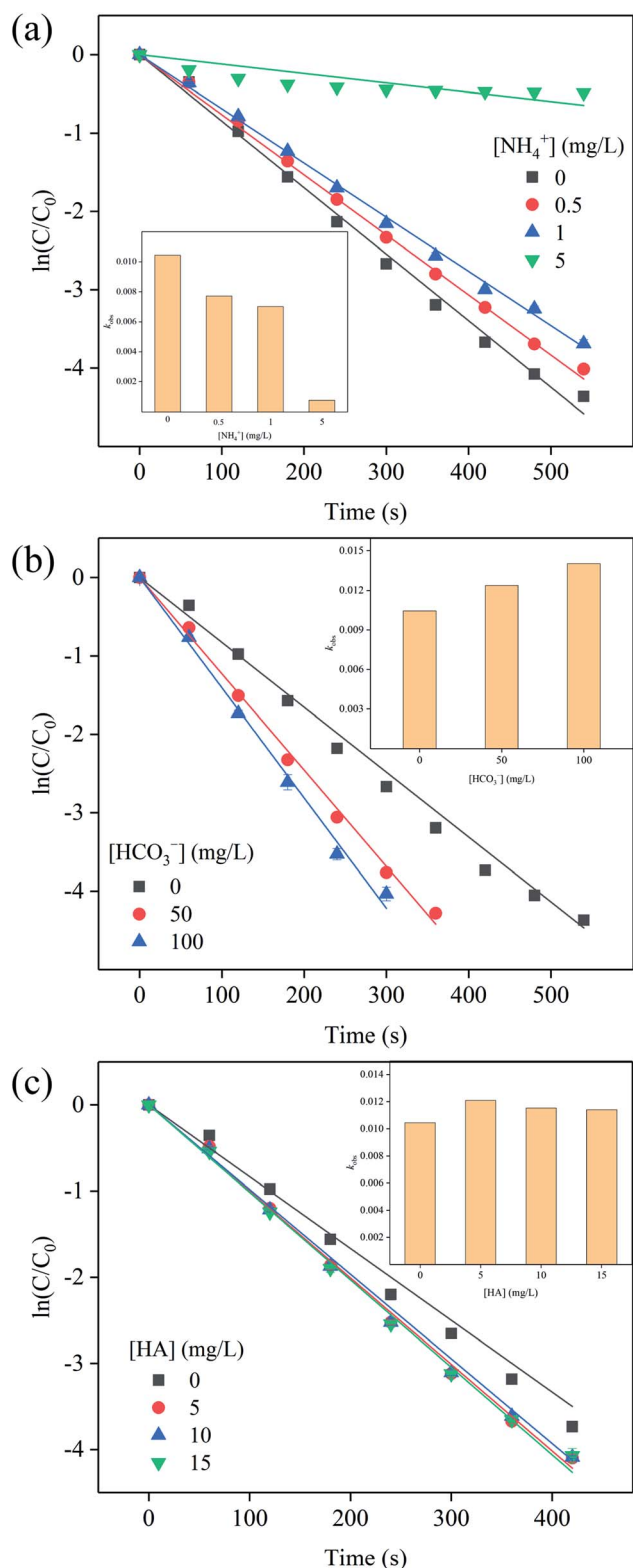 (a)
0
-1
-2
-3
-4
ln(C/C₀)
[NH₄⁺] (mg/L)
0
0.5
1
5
0.010
0.008
0.006
0.004
0.002
k_obs
0 0.5 1 5
[NH₄⁺] (mg/L)
0 100 200 300 400 500
Time (s)
(b)
0
-1
-2
-3
-4
ln(C/C₀)
0.015
0.012
0.009
0.006
0.003
k_obs
0 50 100
[HCO₃⁻] (mg/L)
[HCO₃⁻] (mg/L)
0
50
100
0 100 200 300 400 500
Time (s)
(c)
0
-1
-2
-3
-4
ln(C/C₀)
0.014
0.012
0.010
0.008
0.006
0.004
0.002
k_obs
0 5 10 15
[HA] (mg/L)
[HA] (mg/L)
0
5
10
15
0 100 200 300 400
Time (s)